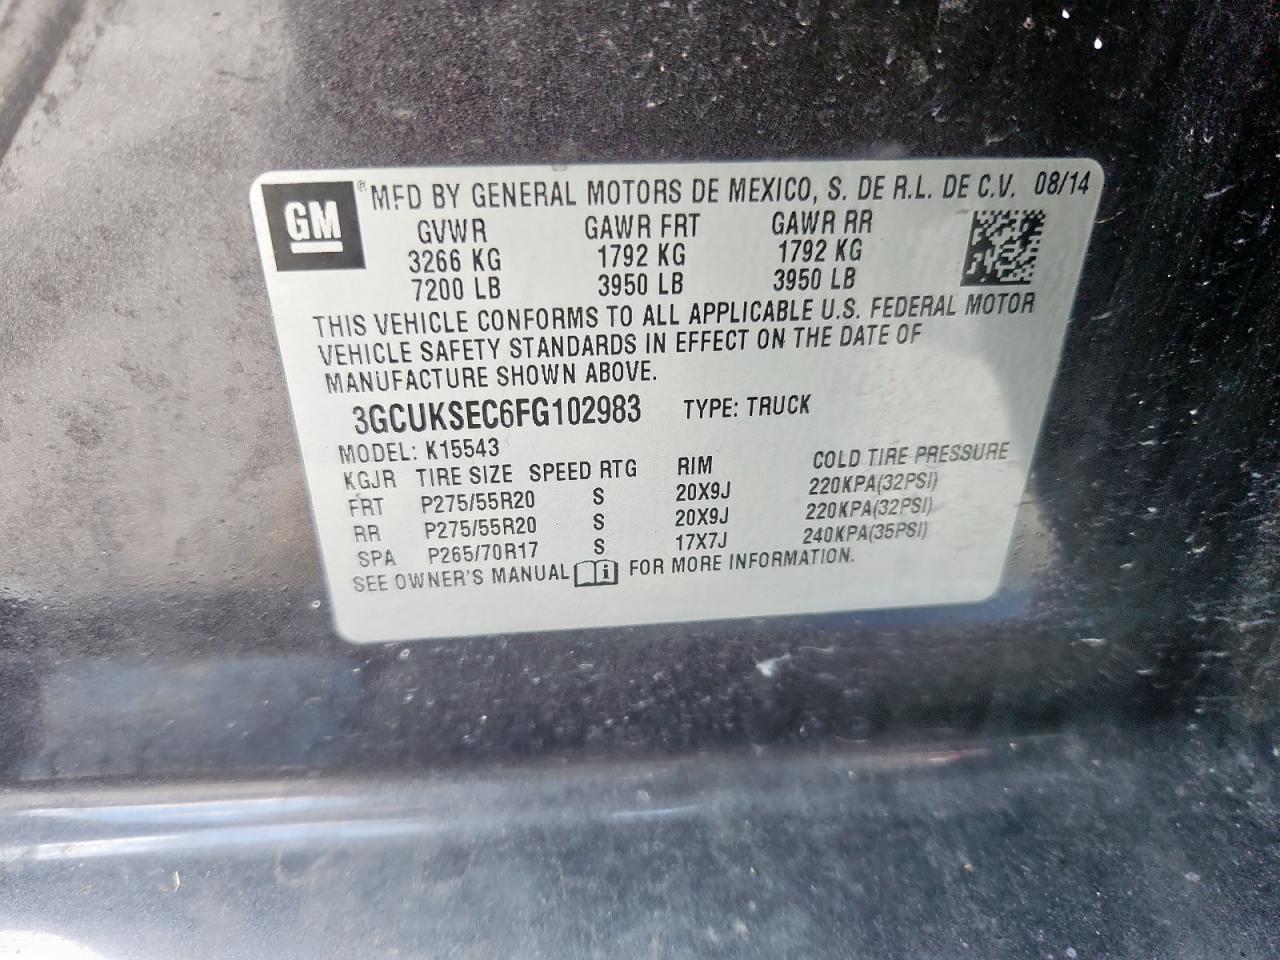 GM ® MFD BY GENERAL MOTORS DE MEXICO, S. DE R.L. DE C.V. 08/14
GVWR GAWR FRT GAWR RR
3266 KG 1792 KG 1792 KG
7200 LB 3950 LB 3950 LB
THIS VEHICLE CONFORMS TO ALL APPLICABLE U.S. FEDERAL MOTOR
VEHICLE SAFETY STANDARDS IN EFFECT ON THE DATE OF
MANUFACTURE SHOWN ABOVE.
3GCUKSEC6FG102983 TYPE: TRUCK
MODEL: K15543
KGJR TIRE SIZE SPEED RTG RIM COLD TIRE PRESSURE
FRT P275/55R20 S 20X9J 220KPA(32PSI)
RR P275/55R20 S 20X9J 220KPA(32PSI)
SPA P265/70R17 S 17X7J 240KPA(35PSI)
SEE OWNER'S MANUAL i FOR MORE INFORMATION.